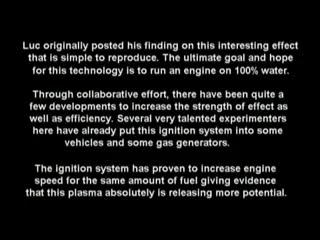 Luc originally posted his finding on this interesting effect
that is simple to reproduce. The ultimate goal and hope
for this technology is to run an engine on 100% water.
Through collaborative effort, there have been quite a
few developments to increase the strength of effect as
well as efficiency. Several very talented experimenters
here have already put this ignition system into some
vehicles and some gas generators.
The ignition system has proven to increase engine
speed for the same amount of fuel giving evidence
that this plasma absolutely is releasing more potential.